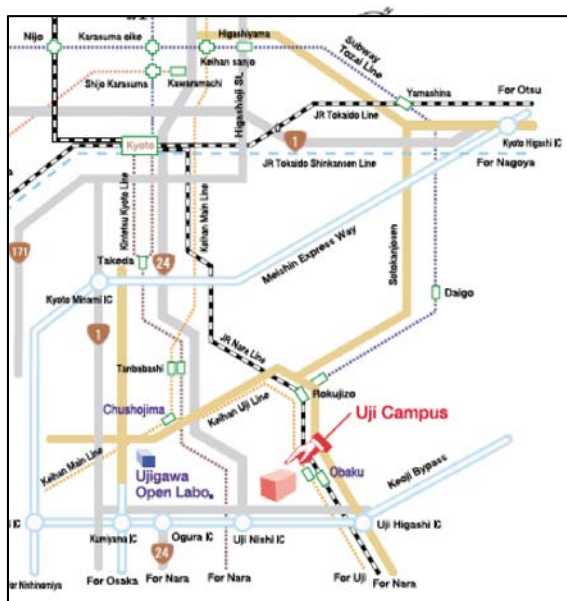 Nijo
Karasuma oike
Higashiyama
Keihan sanjo
Shijo Karasuma
Kawaramachi
Higashioji St.
Subway
Tozai Line
Yamashina
For Otsu
JR Tokaido Line
1
Kyoto Higashi IC
Kyoto
JR Tokaido Shinkansen Line
For Nagoya
Kintetsu Kyoto Line
Keihan Main Line
171
Takeda
24
Meishin Express Way
Sotokanjosen
Kyoto Minami IC
Daigo
1
JR Nara Line
Tanbabashi
Rokujizo
Chushojima
Keihan Uji Line
Uji Campus
Keihan Main Line
Ujigawa
Open Labo.
Obaku
Keoji Bypass
IC
Kumiyama IC
Ogura IC
Uji Nishi IC
Uji Higashi IC
24
For Nishinomiya
For Osaka
For Nara
For Nara
For Uji
For Nara